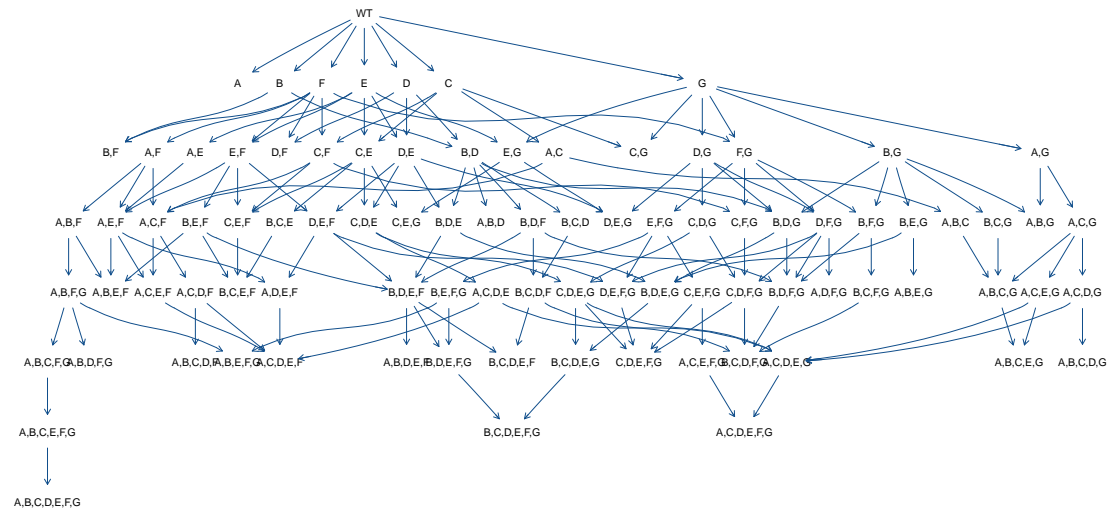 WT
A B F E D C G
B,F A,F A,E E,F D,F C,F C,E D,E B,D E,G A,C C,G D,G F,G B,G A,G
A,B,F A,E,F A,C,F B,E,F C,E,F B,C,E D,E,F C,D,E C,E,G B,D,E A,B,D B,D,F B,C,D D,E,G E,F,G C,D,G C,F,G B,D,G D,F,G B,F,G B,E,G A,B,C B,C,G A,B,G A,C,G
A,B,F,G A,B,E,F A,C,E,F A,C,D,F B,C,E,F A,D,E,F B,D,E,F B,E,F,G A,C,D,E B,C,D,F C,D,E,G D,E,F,G B,D,E,G C,E,F,G C,D,F,G B,D,F,G A,D,F,G B,C,F,G A,B,E,G A,B,C,G A,C,E,G A,C,D,G
A,B,C,F,G A,B,D,F,G A,B,C,D,F A,B,E,F,G A,C,D,E,F A,B,D,E,F B,D,E,F,G B,C,D,E,F B,C,D,E,G C,D,E,F,G A,C,E,F,G B,C,D,F,G A,C,D,E,G A,B,C,E,G A,B,C,D,G
A,B,C,E,F,G B,C,D,E,F,G A,C,D,E,F,G
A,B,C,D,E,F,G